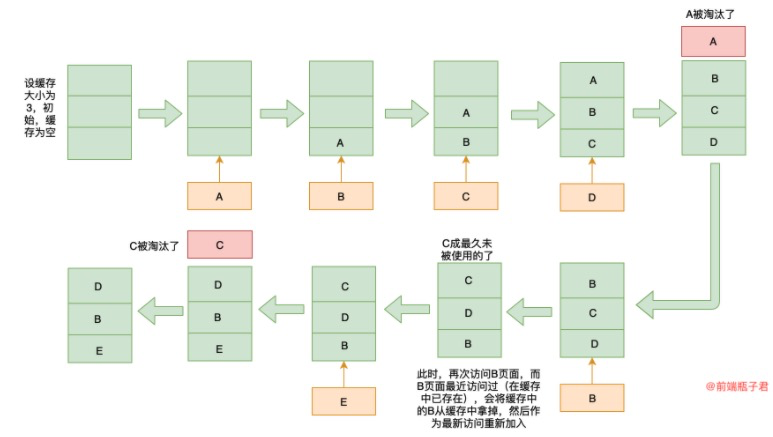 A被淘汰了
A
设缓存
大小为
3，初
始，缓
存为空
A
A
B
A
B
C
B
C
D
A
B
C
D
C被淘汰了
C
C成最久未
被使用的了
D
B
E
D
B
E
C
D
B
C
D
B
B
C
D
此时，再次访问B页面，而
B页面最近访问过（在缓存
中已存在），会将缓存中
的B从缓存中拿掉，然后作
为最新访问重新加入
E
B
@前端瓶子君